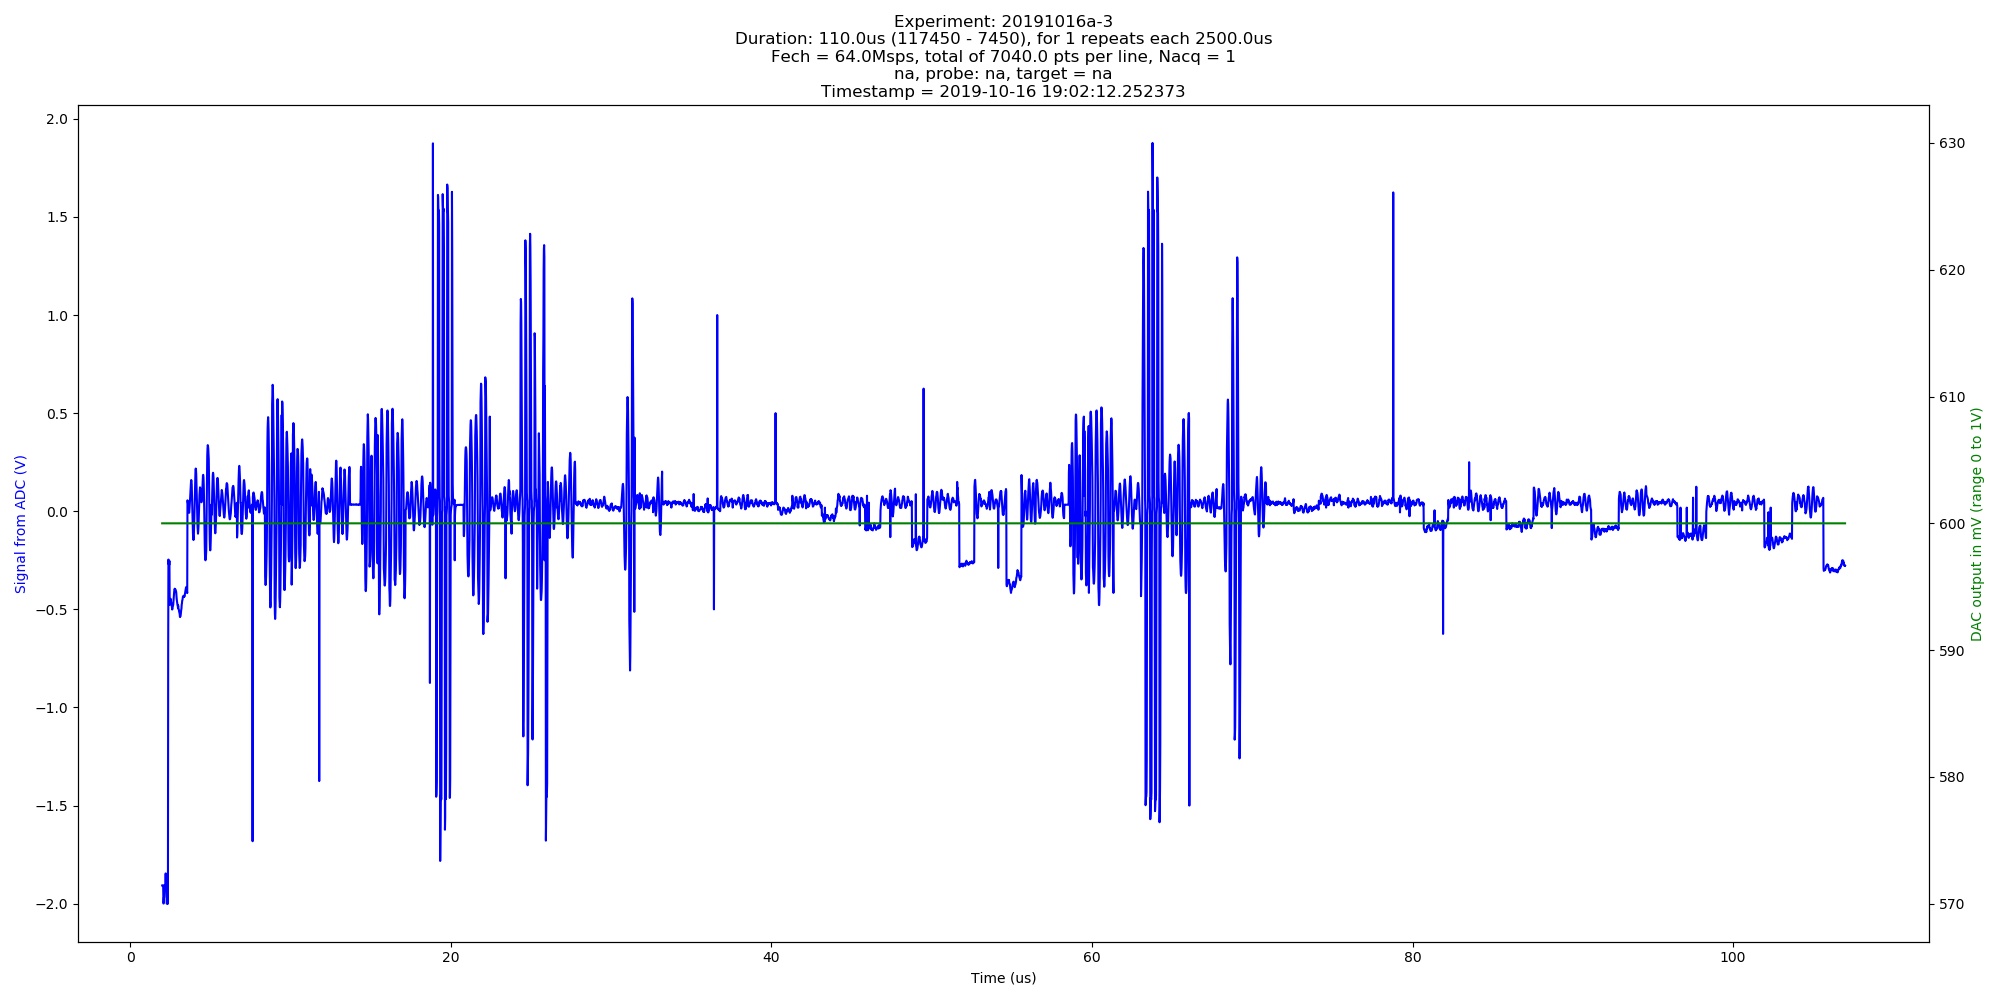 Experiment: 20191016a-3
Duration: 110.0us (117450 - 7450), for 1 repeats each 2500.0us
Fech = 64.0Msps, total of 7040.0 pts per line, Nacq = 1
na, probe: na, target = na
Timestamp = 2019-10-16 19:02:12.252373
2.0
1.5
1.0
0.5
0.0
−0.5
−1.0
−1.5
−2.0
Signal from ADC (V)
630
620
610
600
590
580
570
DAC output in mV (range 0 to 1V)
0
20
40
60
80
100
Time (us)